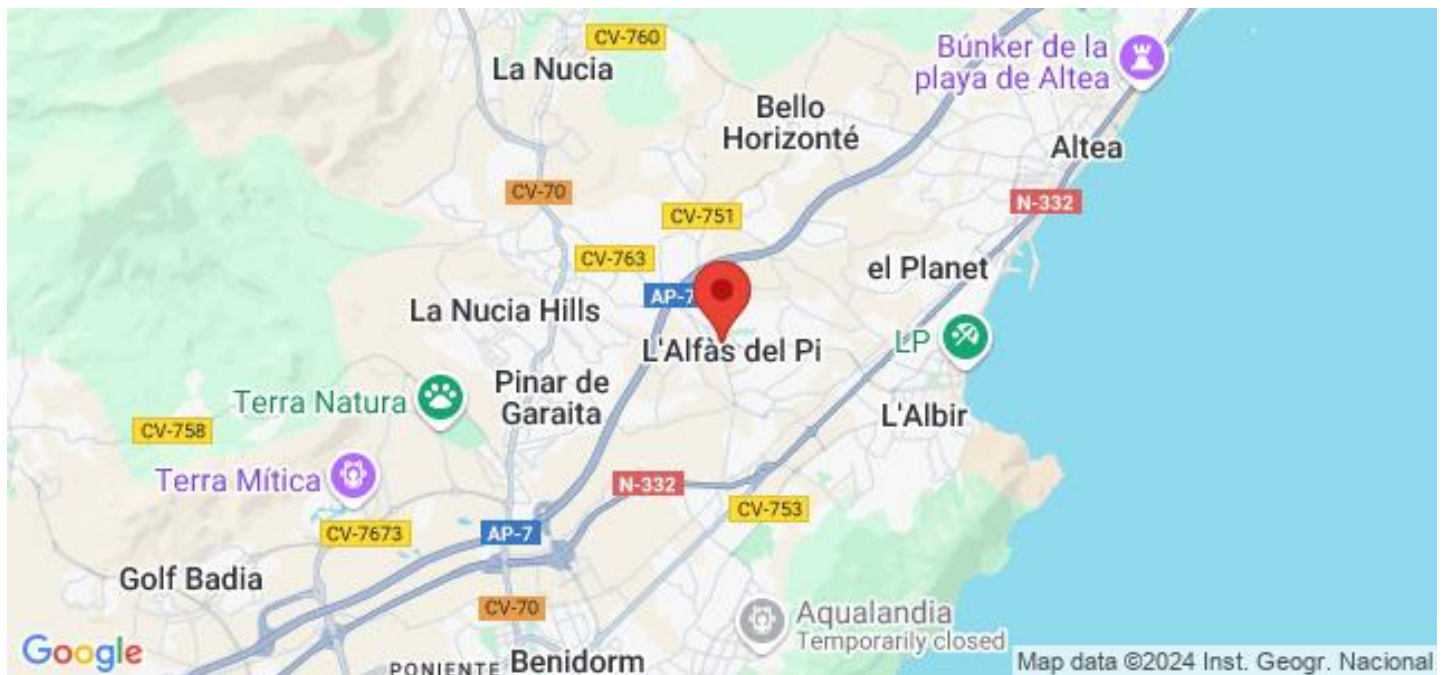 CV-760
La Nucia
Búnker de la
playa de Altea
Bello
Horizonté
Altea
CV-70
N-332
CV-751
CV-763
el Planet
AP-7
La Nucia Hills
L'Alfàs del Pi
LP
Pinar de
Garaita
Terra Natura
L'Albir
CV-758
Terra Mítica
N-332
CV-753
CV-7673
AP-7
Golf Badia
CV-70
Aqualandia
Temporarily closed
Google
PONIENTE
Benidorm
Map data ©2024 Inst. Geogr. Nacional